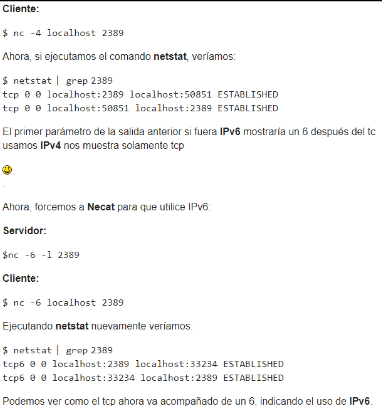 Cliente:
$ nc -4 localhost 2389
Ahora, si ejecutamos el comando netstat, veríamos:
$ netstat | grep 2389
tcp 0 0 localhost:2389 localhost:50851 ESTABLISHED
tcp 0 0 localhost:50851 localhost:2389 ESTABLISHED
El primer parámetro de la salida anterior si fuera IPv6 mostraría un 6 después del tc
usamos IPv4 nos muestra solamente tcp
.
Ahora, forcemos a Necat para que utilice IPv6:
Servidor:
$nc -6 -l 2389
Cliente:
$ nc -6 localhost 2389
Ejecutando netstat nuevamente veríamos:
$ netstat | grep 2389
tcp6 0 0 localhost:2389 localhost:33234 ESTABLISHED
tcp6 0 0 localhost:33234 localhost:2389 ESTABLISHED
Podemos ver como el tcp ahora va acompañado de un 6, indicando el uso de IPv6.